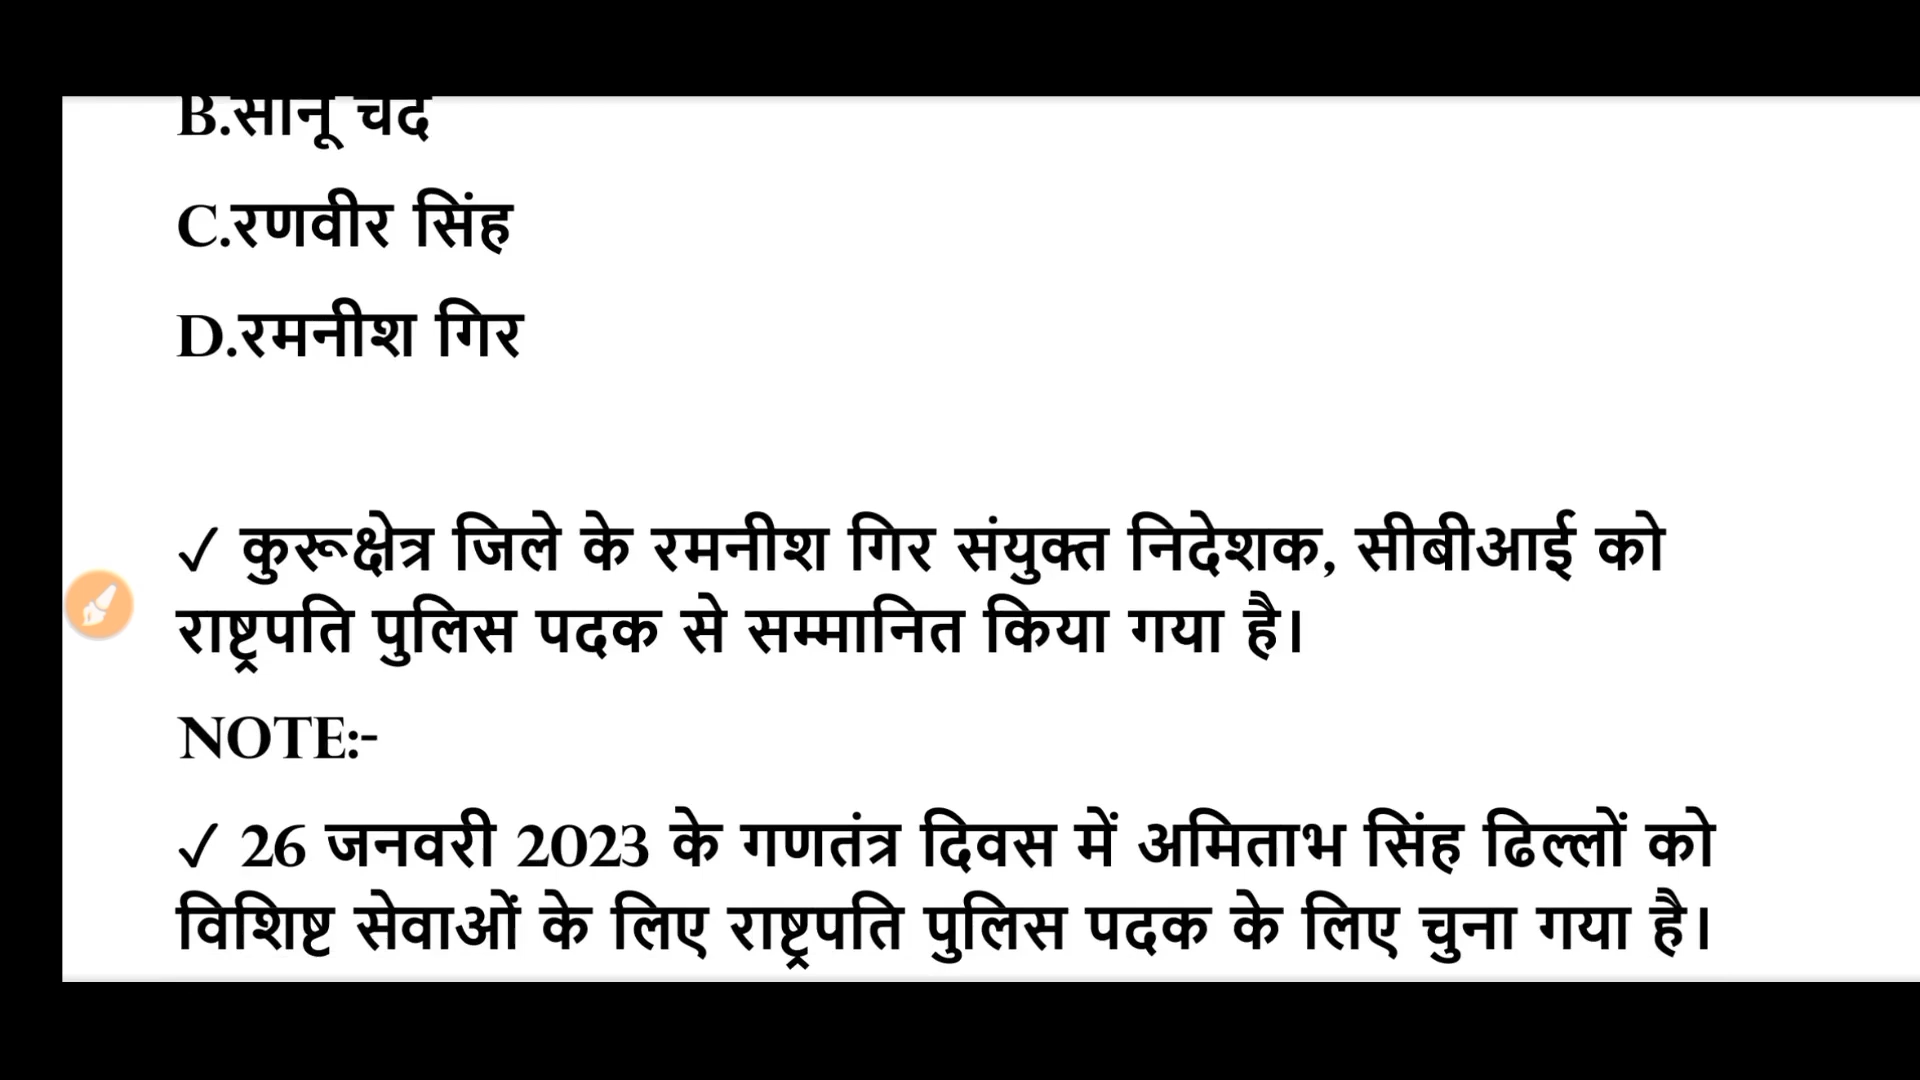 B.सोनू चंद
C.रणवीर सिंह
D.रमनीश गिर
✓ कुरूक्षेत्र जिले के रमनीश गिर संयुक्त निदेशक, सीबीआई को
राष्ट्रपति पुलिस पदक से सम्मानित किया गया है।
NOTE:-
✓ 26 जनवरी 2023 के गणतंत्र दिवस में अमिताभ सिंह ढिल्लों को
विशिष्ट सेवाओं के लिए राष्ट्रपति पुलिस पदक के लिए चुना गया है।